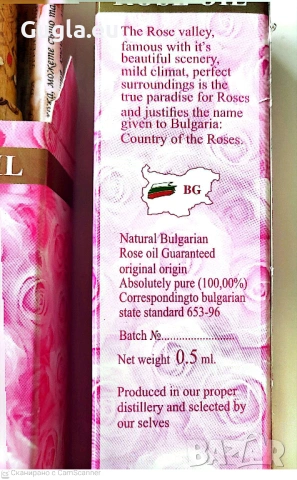 Gogla.eu
The Rose valley,
famous with it's
beautiful scenery,
mild climat, perfect
surroundings is the
true paradise for Roses
and justifies the name
given to Bulgaria:
Country of the Roses.
BG
Natural Bulgarian
Rose oil Guaranteed
original origin
Absolutely pure (100,00%)
Correspondingto bulgarian
state standard 653-96
Batch №.....................
Net weight 0.5 ml.
Produced in our proper
distillery and selected by
our selves
BAZAR
Сканирано с CamScanner